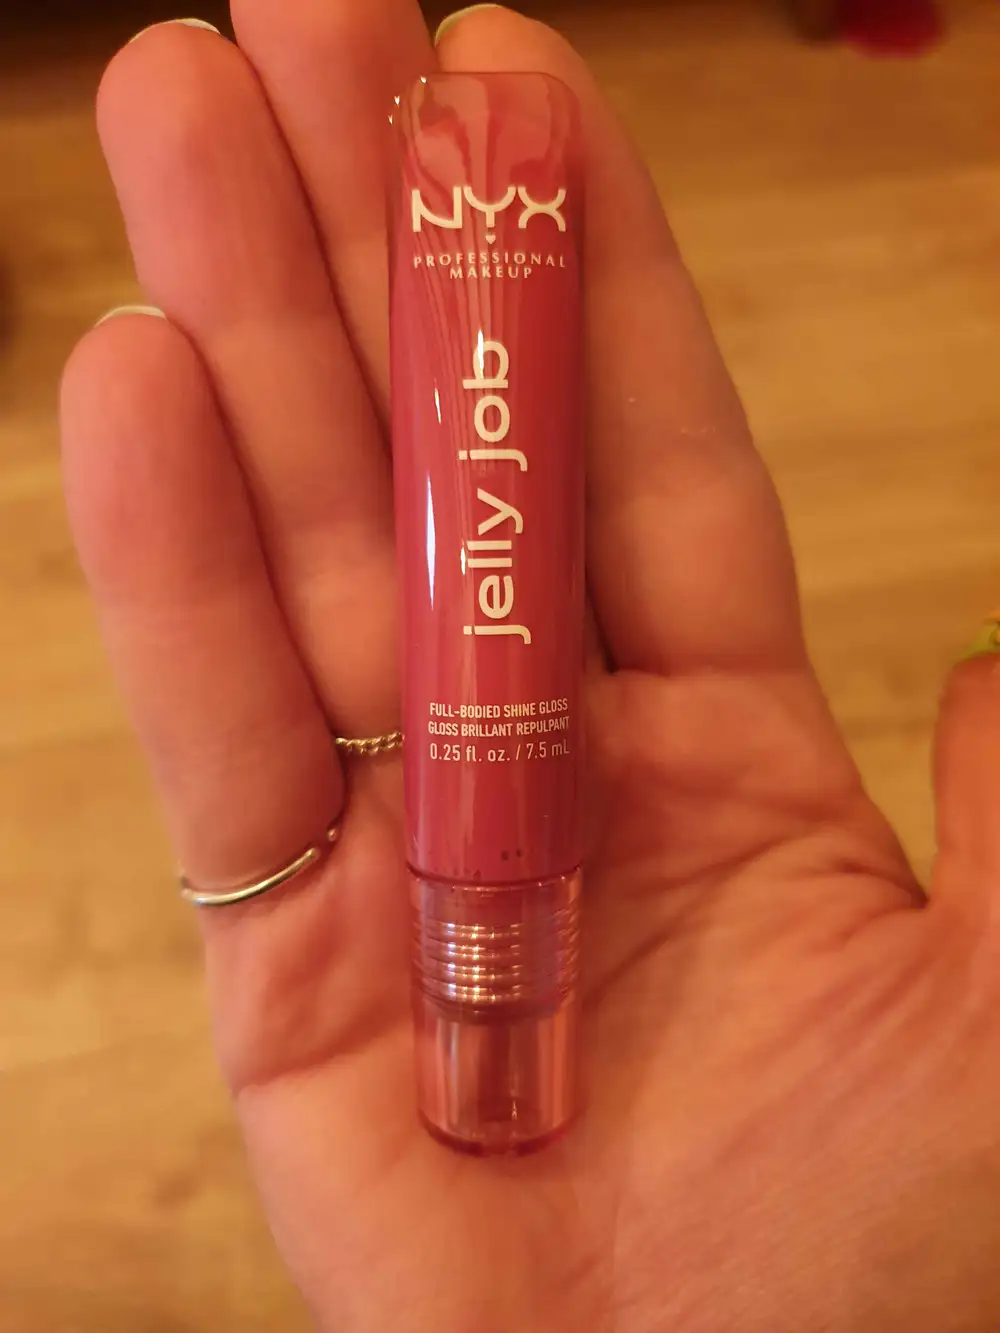 NYX
PROFESSIONAL
MAKEUP
jelly job
FULL-BODIED SHINE GLOSS
GLOSS BRILLANT REPULPANT
0.25 fl. oz. / 7.5 mL